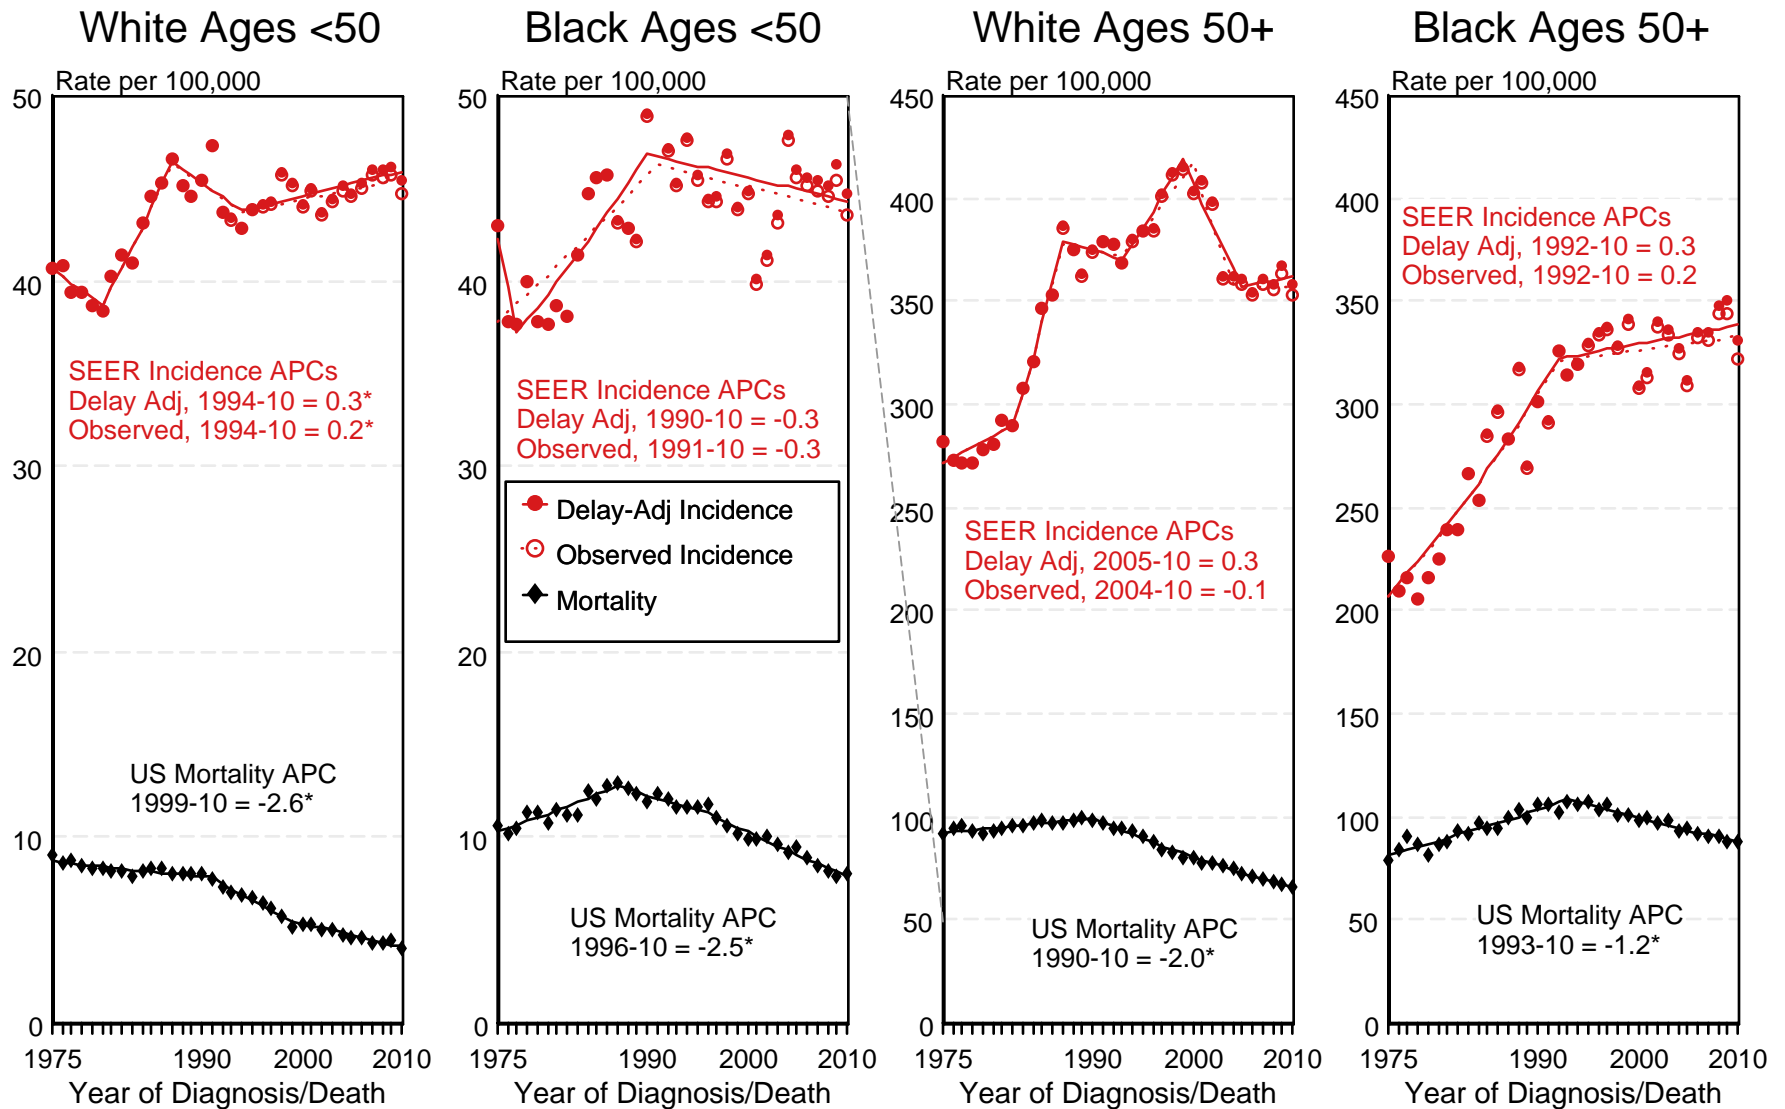 White Ages <50
Rate per 100,000
50
40
30
20
10
0
SEER Incidence APCs
Delay Adj, 1994-10 = 0.3*
Observed, 1994-10 = 0.2*
US Mortality APC
1999-10 = -2.6*
1975 1990 2000 2010
Year of Diagnosis/Death
Black Ages <50
Rate per 100,000
50
40
30
20
10
0
SEER Incidence APCs
Delay Adj, 1990-10 = -0.3
Observed, 1991-10 = -0.3
Delay-Adj Incidence
Observed Incidence
Mortality
US Mortality APC
1996-10 = -2.5*
1975 1990 2000 2010
Year of Diagnosis/Death
White Ages 50+
Rate per 100,000
450
400
350
300
250
200
150
100
50
0
SEER Incidence APCs
Delay Adj, 2005-10 = 0.3
Observed, 2004-10 = -0.1
US Mortality APC
1990-10 = -2.0*
1975 1990 2000 2010
Year of Diagnosis/Death
Black Ages 50+
Rate per 100,000
450
400
350
300
250
200
150
100
50
0
SEER Incidence APCs
Delay Adj, 1992-10 = 0.3
Observed, 1992-10 = 0.2
US Mortality APC
1993-10 = -1.2*
1975 1990 2000 2010
Year of Diagnosis/Death